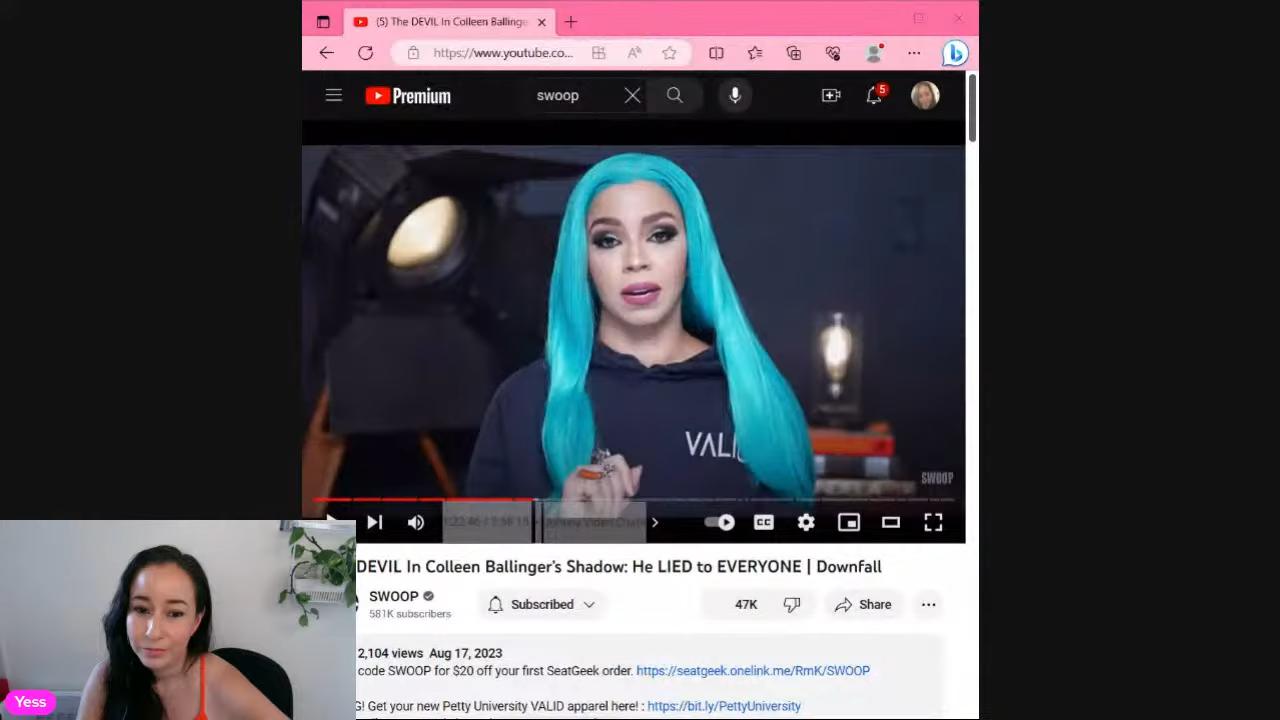 (5) The DEVIL In Colleen Ballinge
https://www.youtube.co...
Premium
swoop
5
VALI
SWOOP
DEVIL In Colleen Ballinger's Shadow: He LIED to EVERYONE | Downfall
SWOOP
581K subscribers
Subscribed
47K
Share
2,104 views Aug 17, 2023
code SWOOP for $20 off your first SeatGeek order. https://seatgeek.onelink.me/RmK/SWOOP
! Get your new Petty University VALID apparel here! : https://bit.ly/PettyUniversity
Yess